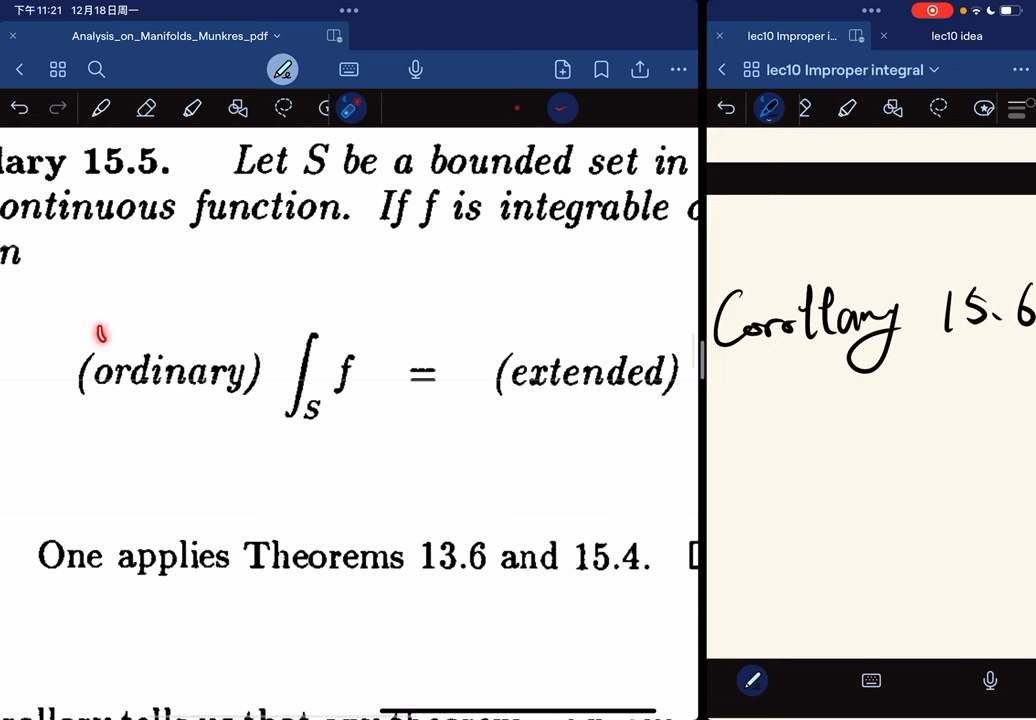 下午11:21 12月18日周一
Analysis_on_Manifolds_Munkres_pdf
lec10 Improper i...
lec10 idea
lec10 Improper integral
lary 15.5. Let S be a bounded set in
ontinuous function. If f is integrable
n
(ordinary) ∫_S f = (extended)
One applies Theorems 13.6 and 15.4.
Corollary 15.6